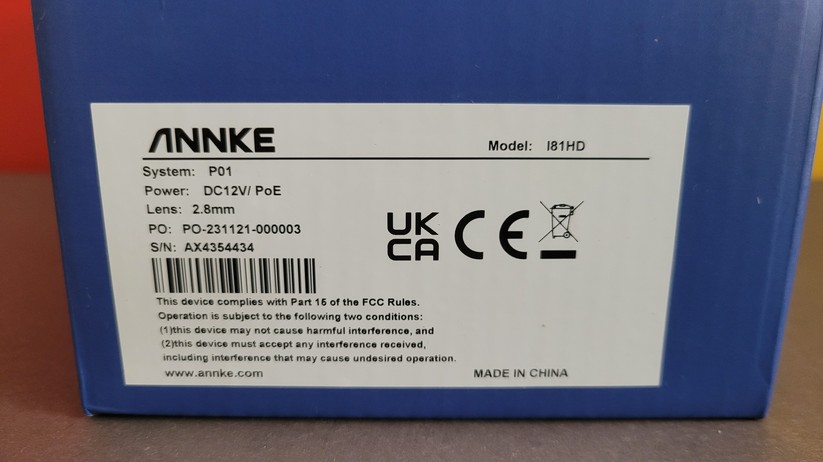 ANNKE
Model: I81HD
System: P01
Power: DC12V/ PoE
Lens: 2.8mm
PO: PO-231121-000003
S/N: AX4354434
UK
CA
CE
This device complies with Part 15 of the FCC Rules.
Operation is subject to the following two conditions:
(1)this device may not cause harmful interference, and
(2)this device must accept any interference received,
including interference that may cause undesired operation.
www.annke.com
MADE IN CHINA